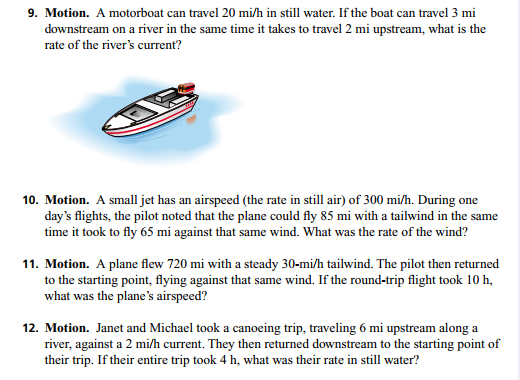 9. Motion. A motorboat can travel 20 mi/h in still water. If the boat can travel 3 mi
downstream on a river in the same time it takes to travel 2 mi upstream, what is the
rate of the river's current?
10. Motion. A small jet has an airspeed (the rate in still air) of 300 mi/h. During one
day's flights, the pilot noted that the plane could fly 85 mi with a tailwind in the same
time it took to fly 65 mi against that same wind. What was the rate of the wind?
11. Motion. A plane flew 720 mi with a steady 30-mi/h tailwind. The pilot then returned
to the starting point, flying against that same wind. If the round-trip flight took 10 h,
what was the plane's airspeed?
12. Motion. Janet and Michael took a canoeing trip, traveling 6 mi upstream along a
river, against a 2 mi/h current. They then returned downstream to the starting point of
their trip. If their entire trip took 4 h, what was their rate in still water?